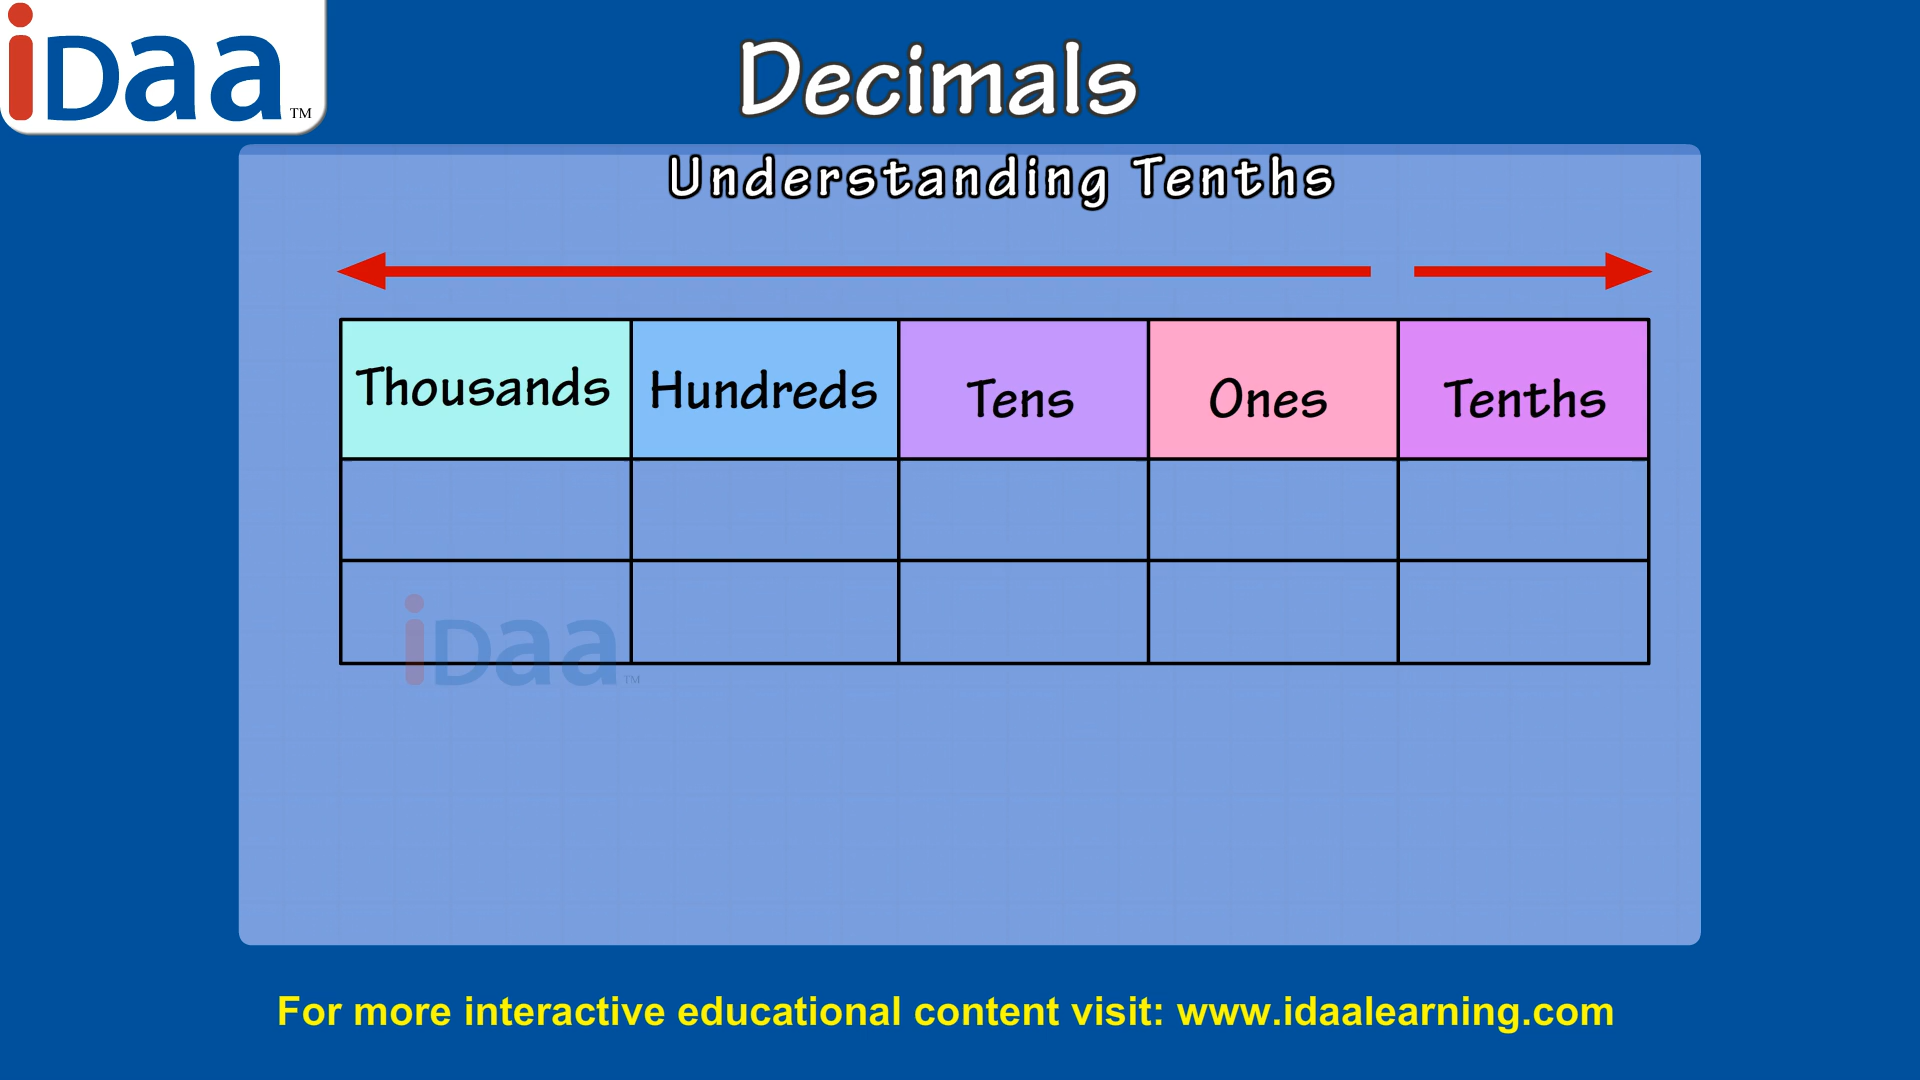 iDaa™
Decimals
Understanding Tenths
Thousands Hundreds Tens Ones Tenths
iDaa™
For more interactive educational content visit: www.idaalearning.com